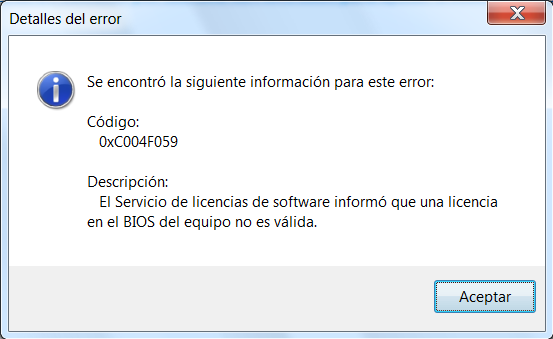 Detalles del error
Se encontró la siguiente información para este error:
Código:
0xC004F059
Descripción:
El Servicio de licencias de software informó que una licencia
en el BIOS del equipo no es válida.
Aceptar